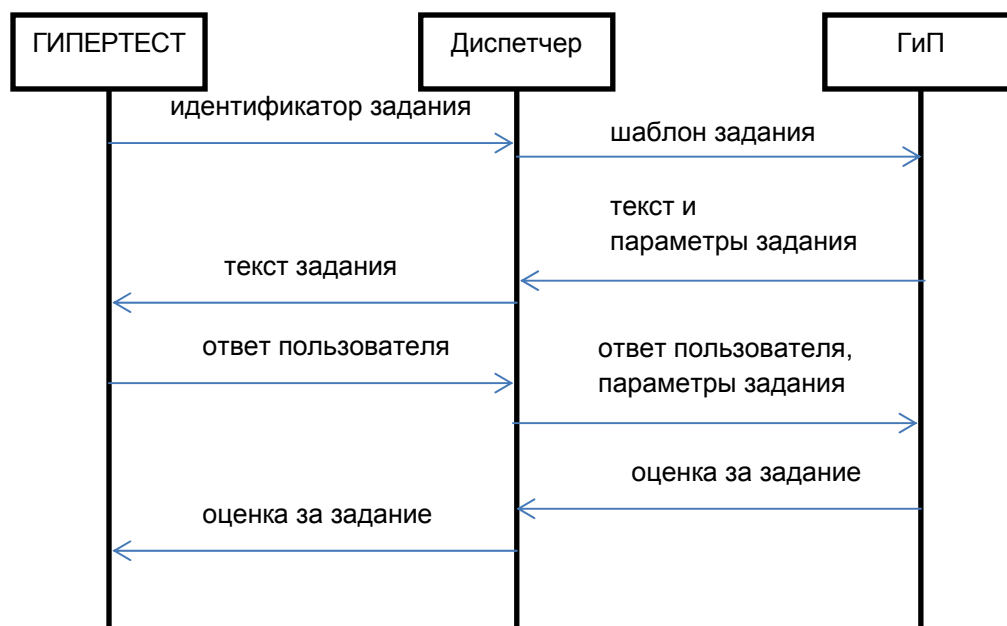 ГИПЕРТЕСТ
Диспетчер
ГиП
идентификатор задания
шаблон задания
текст и
параметры задания
текст задания
ответ пользователя
ответ пользователя,
параметры задания
оценка за задание
оценка за задание